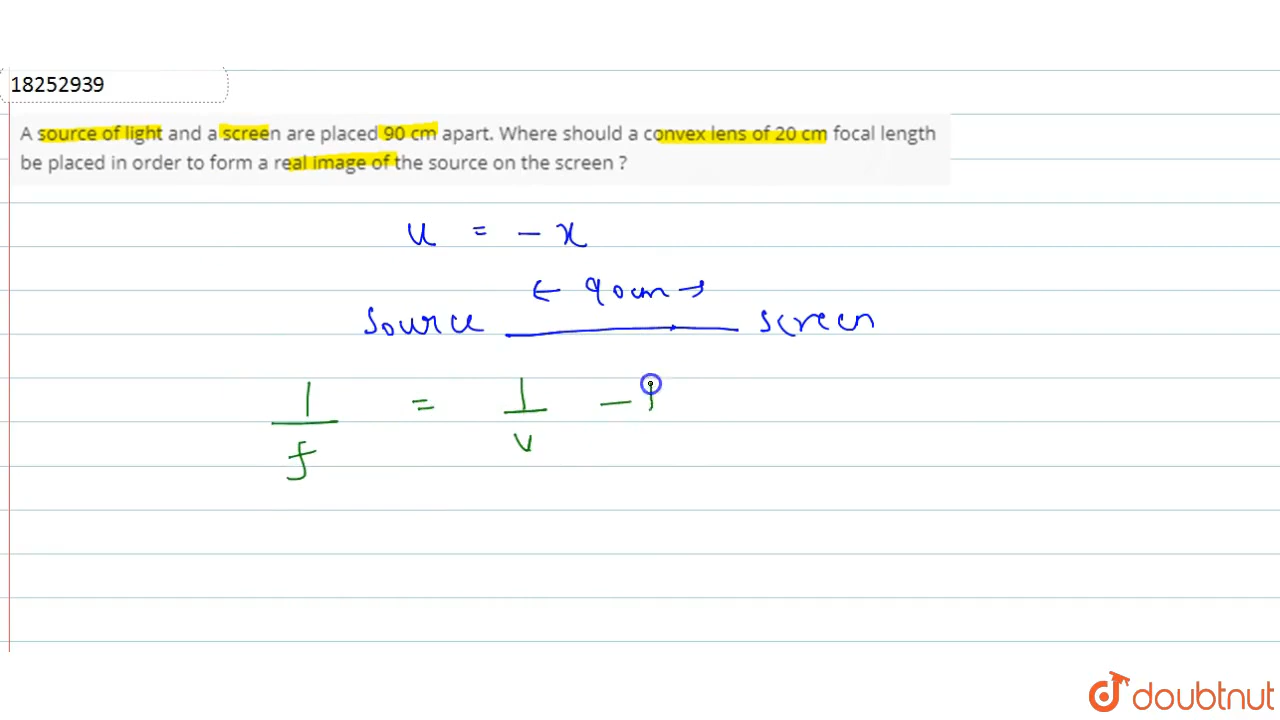 18252939
A source of light and a screen are placed 90 cm apart. Where should a convex lens of 20 cm focal length
be placed in order to form a real image of the source on the screen ?
u = - x
← 90cm →
Source screen
1/f = 1/v - 1
doubtnut